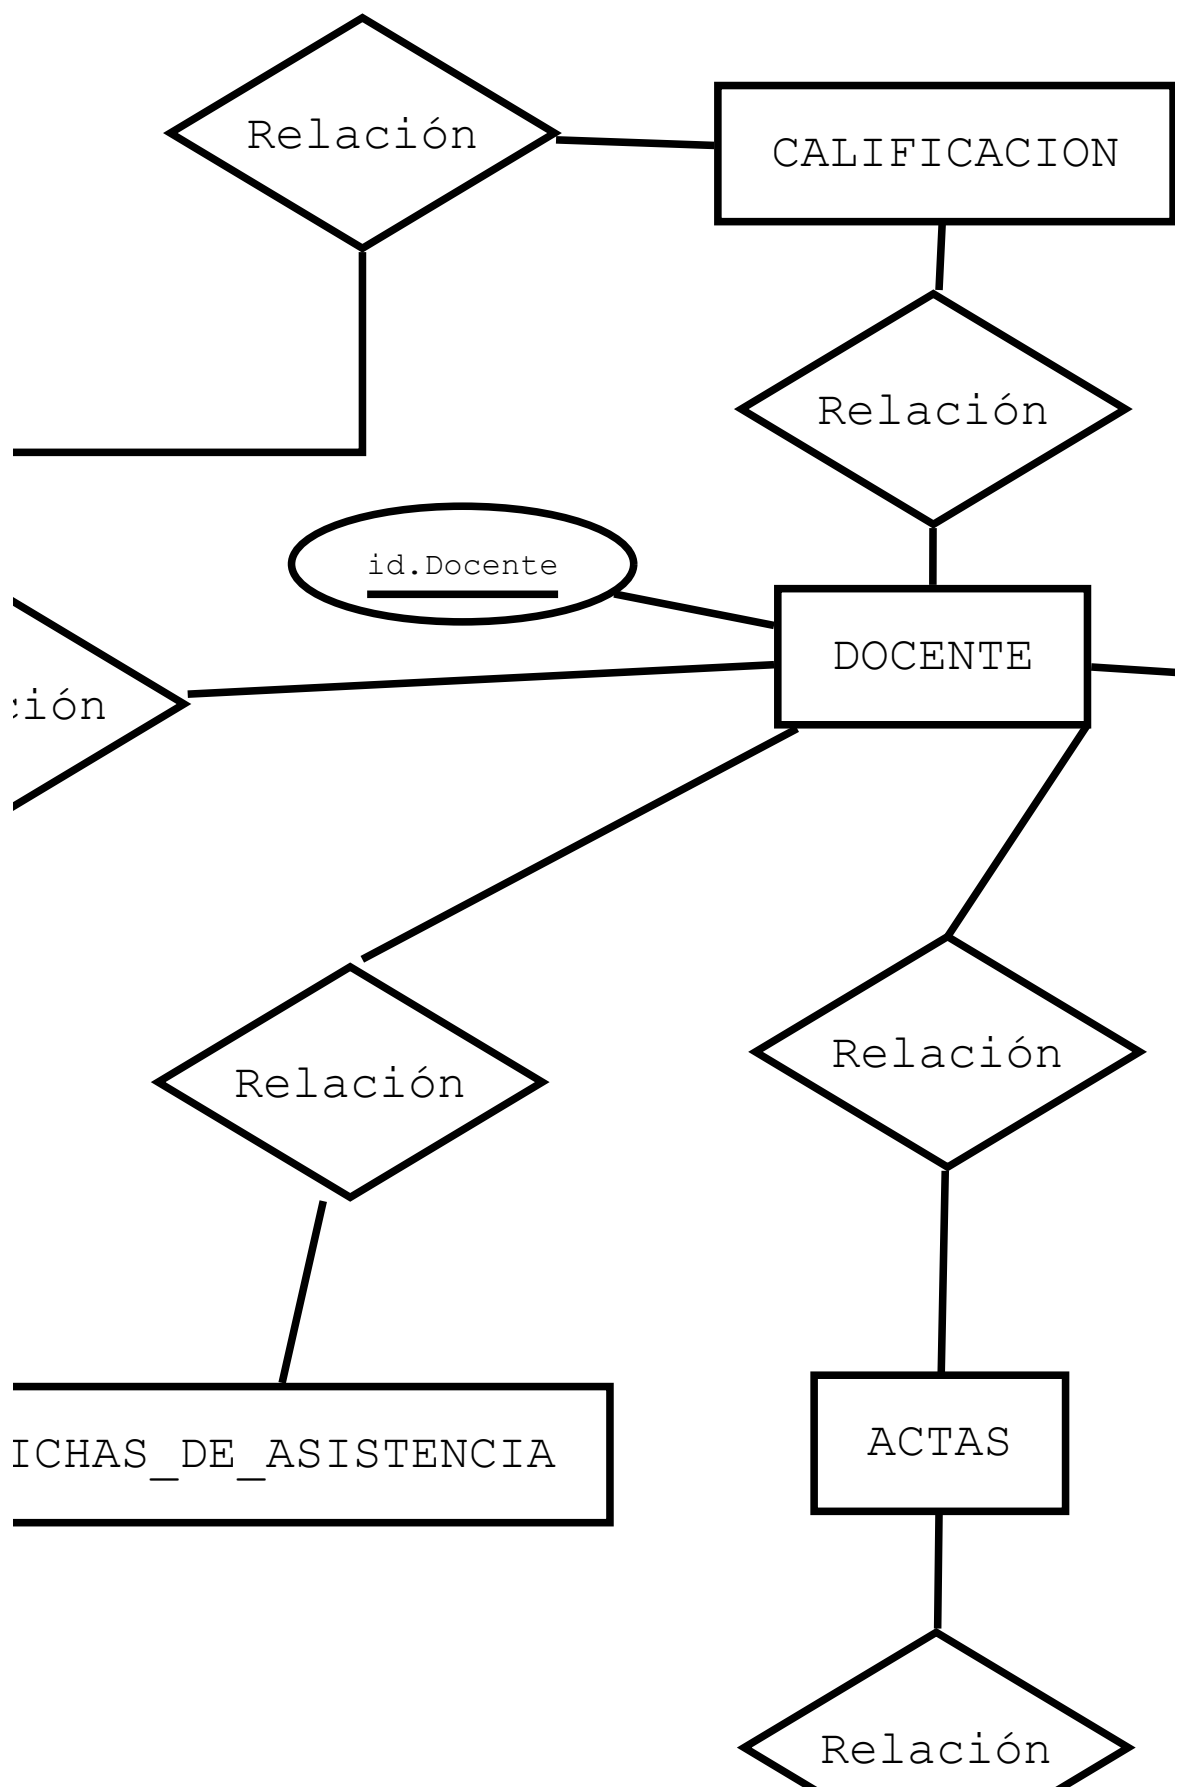 Relación
CALIFICACION
Relación
id.Docente
DOCENTE
ción
Relación
Relación
ICHAS_DE_ASISTENCIA
ACTAS
Relación